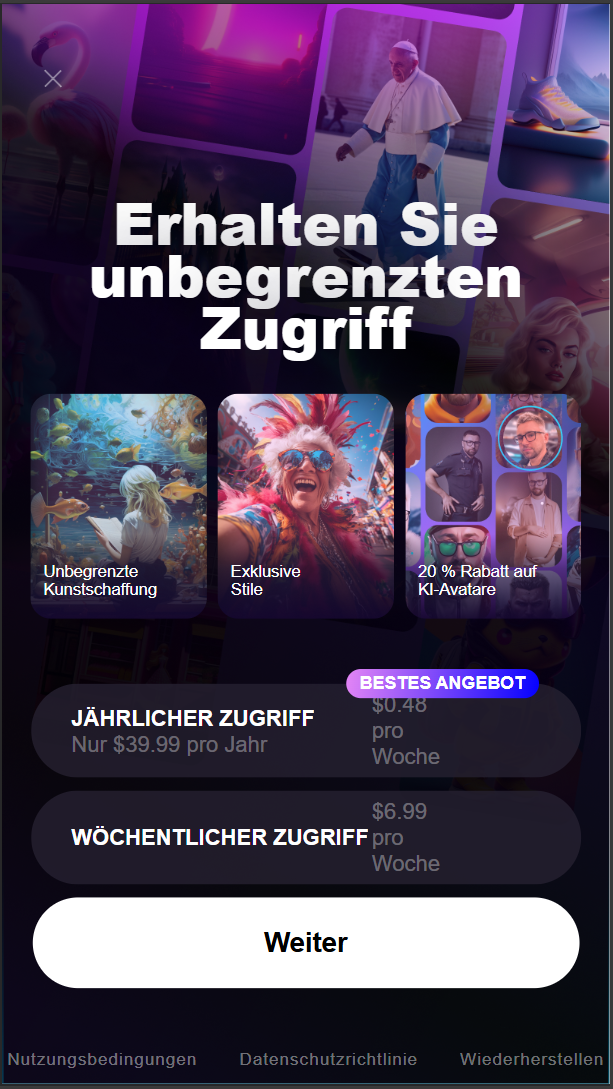 Erhalten Sie
unbegrenzten
Zugriff
Unbegrenzte
Kunstschaffung
Exklusive
Stile
20 % Rabatt auf
KI-Avatare
BESTES ANGEBOT
JÄHRLICHER ZUGRIFF
Nur $39.99 pro Jahr
$0.48
pro
Woche
WÖCHENTLICHER ZUGRIFF
$6.99
pro
Woche
Weiter
Nutzungsbedingungen
Datenschutzrichtlinie
Wiederherstellen